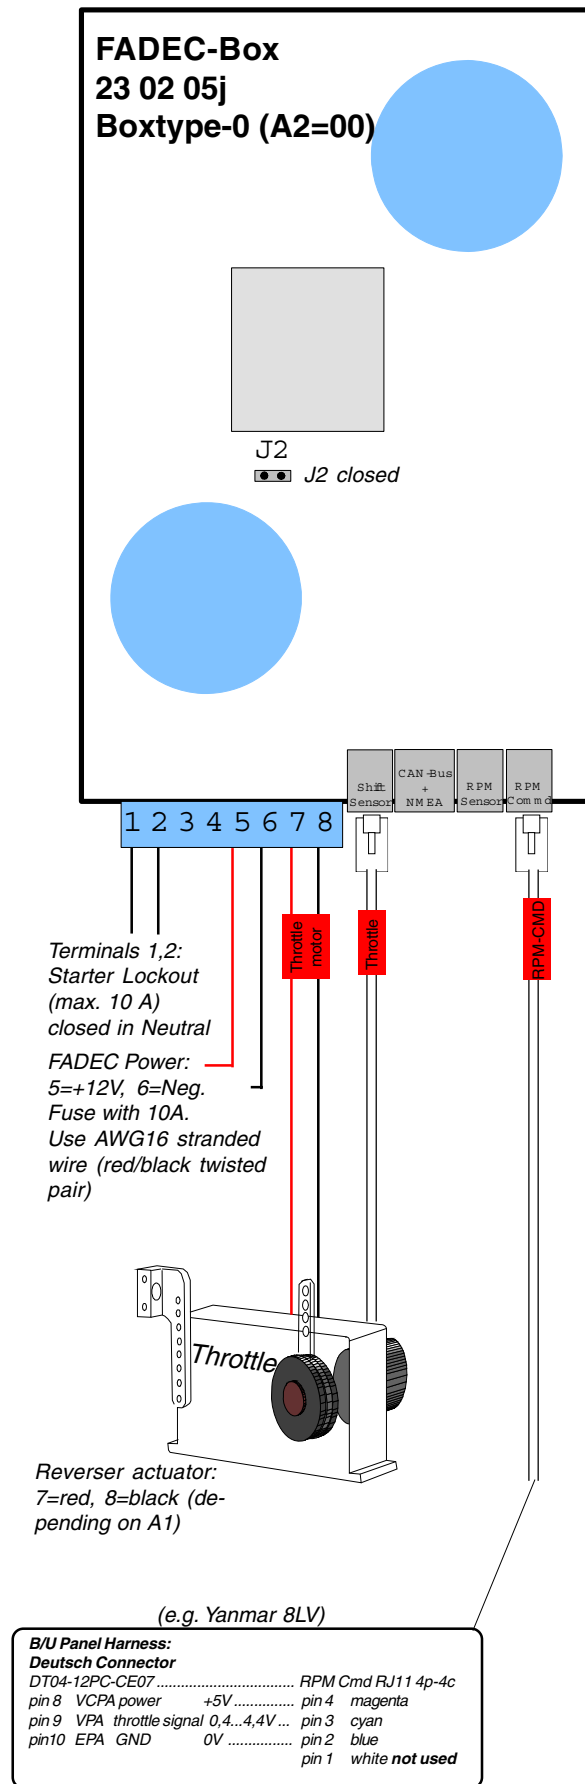 FADEC-Box
23 02 05j
Boxtype-0 (A2=00)
J2
J2 closed
Shift
Sensor
CAN-Bus
+
NMEA
RPM
Sensor
RPM
Commd
1 2 3 4 5 6 7 8
Throttle
motor
Throttle
RPM-CMD
Terminals 1,2:
Starter Lockout
(max. 10 A)
closed in Neutral
FADEC Power:
5=+12V, 6=Neg.
Fuse with 10A.
Use AWG16 stranded
wire (red/black twisted
pair)
Throttle
Reverser actuator:
7=red, 8=black (de-
pending on A1)
(e.g. Yanmar 8LV)
B/U Panel Harness:
Deutsch Connector
DT04-12PC-CE07 ................................. RPM Cmd RJ11 4p-4c
pin 8 VCPA power +5V ............... pin 4 magenta
pin 9 VPA throttle signal 0,4...4,4V ... pin 3 cyan
pin10 EPA GND 0V ................ pin 2 blue
pin 1 white not used